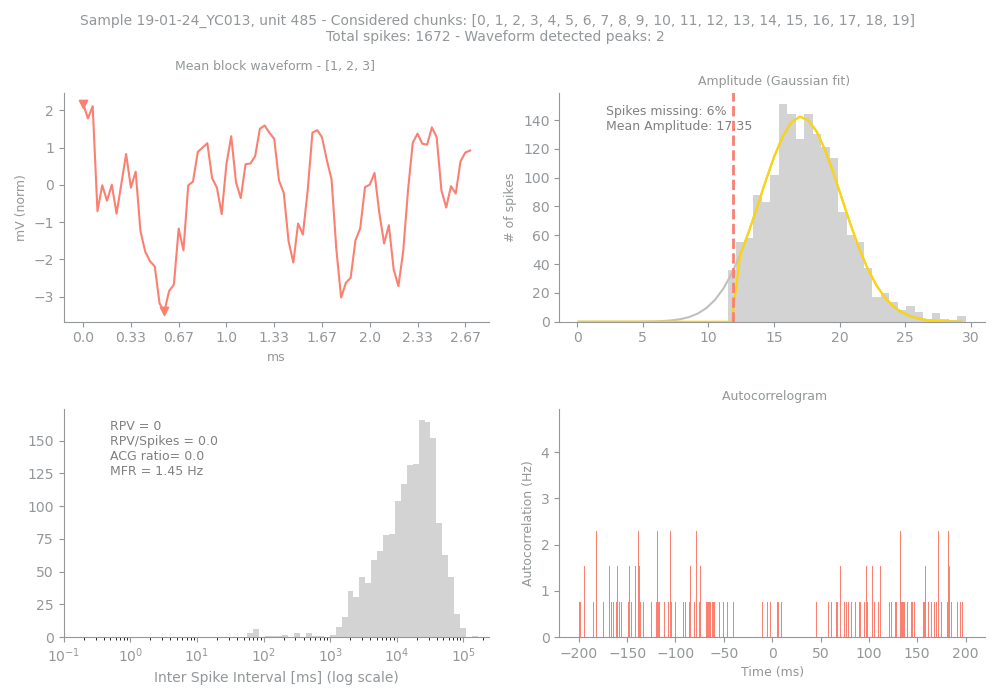 Sample 19-01-24_YC013, unit 485 - Considered chunks: [0, 1, 2, 3, 4, 5, 6, 7, 8, 9, 10, 11, 12, 13, 14, 15, 16, 17, 18, 19]
Total spikes: 1672 - Waveform detected peaks: 2
Mean block waveform - [1, 2, 3]
mV (norm)
2
1
0
−1
−2
−3
0.0 0.33 0.67 1.0 1.33 1.67 2.0 2.33 2.67
ms
Amplitude (Gaussian fit)
Spikes missing: 6%
Mean Amplitude: 17.35
# of spikes
140
120
100
80
60
40
20
0
0 5 10 15 20 25 30
RPV = 0
RPV/Spikes = 0.0
ACG ratio= 0.0
MFR = 1.45 Hz
150
125
100
75
50
25
0
10⁻¹ 10⁰ 10¹ 10² 10³ 10⁴ 10⁵
Inter Spike Interval [ms] (log scale)
Autocorrelogram
Autocorrelation (Hz)
4
3
2
1
0
−200 −150 −100 −50 0 50 100 150 200
Time (ms)